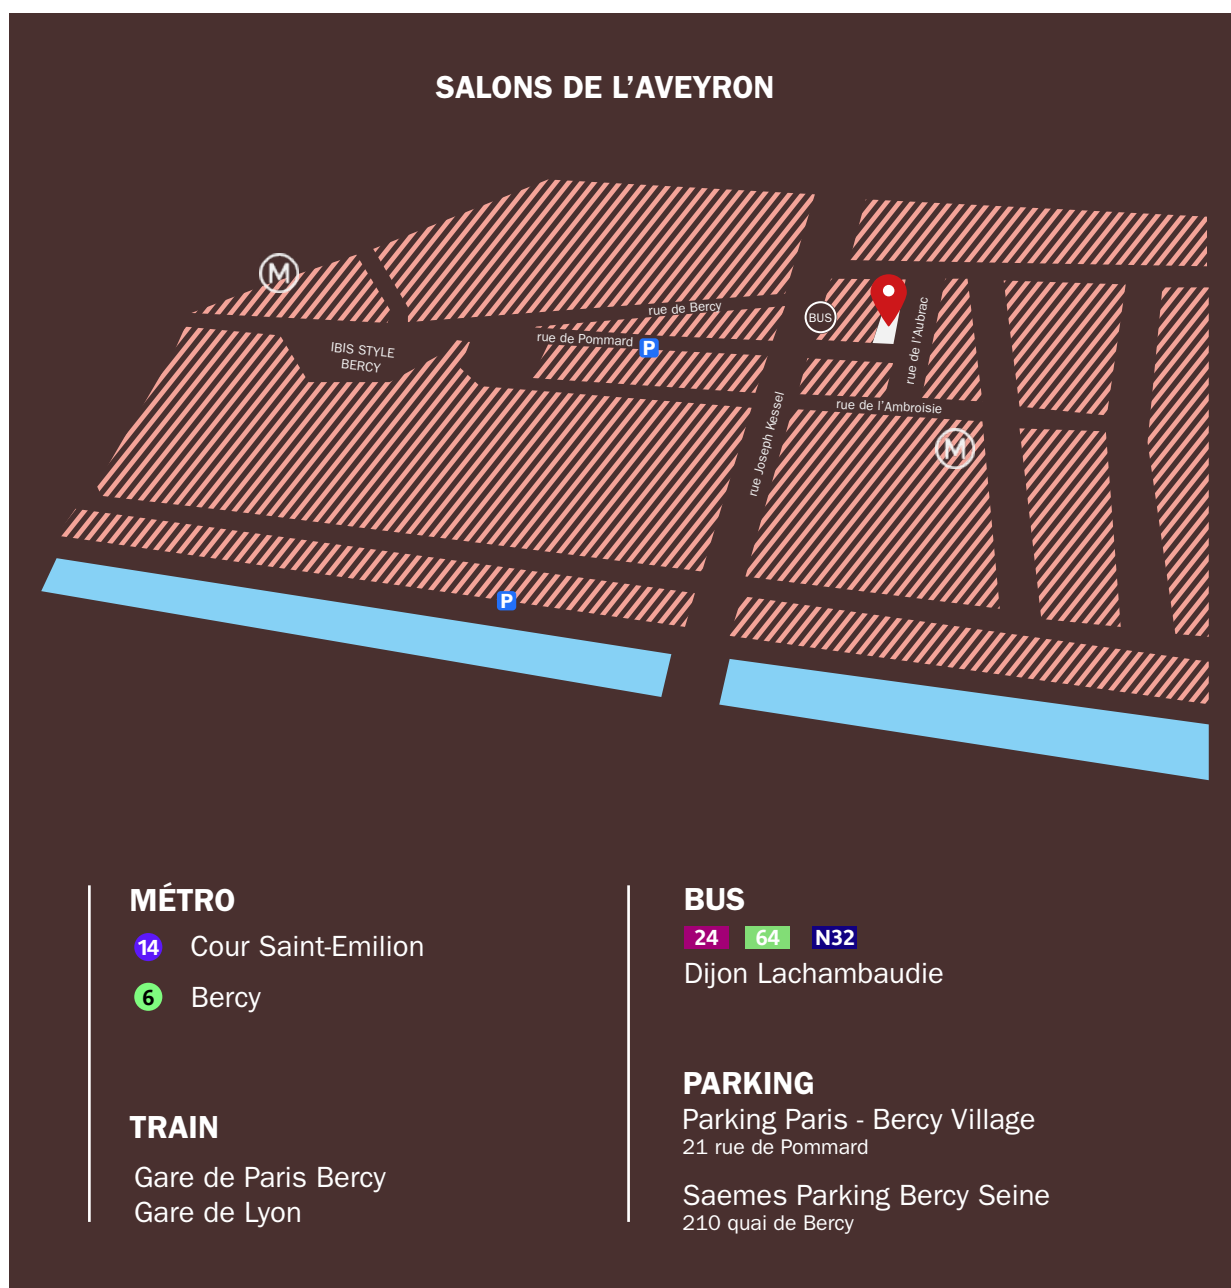 SALONS DE L’AVEYRON
M
rue de Bercy
BUS
rue de l'Aubrac
rue de Pommard
P
IBIS STYLE
BERCY
rue Joseph Kessel
rue de l'Ambroisie
M
P
MÉTRO
14 Cour Saint-Emilion
6 Bercy
TRAIN
Gare de Paris Bercy
Gare de Lyon
BUS
24 64 N32
Dijon Lachambaudie
PARKING
Parking Paris - Bercy Village
21 rue de Pommard
Saemes Parking Bercy Seine
210 quai de Bercy